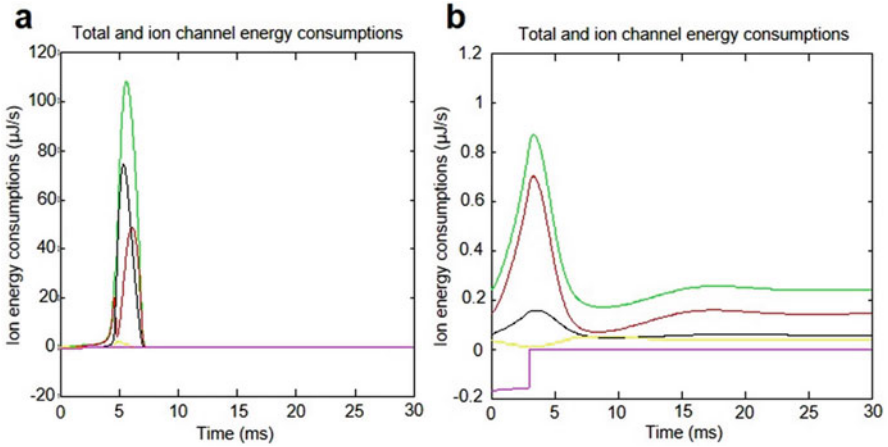 a
Total and ion channel energy consumptions
Ion energy consumptions (µJ/s)
120
100
80
60
40
20
0
-20
0 5 10 15 20 25 30
Time (ms)
b
Total and ion channel energy consumptions
Ion energy consumptions (µJ/s)
1.2
1
0.8
0.6
0.4
0.2
0
-0.2
0 5 10 15 20 25 30
Time (ms)